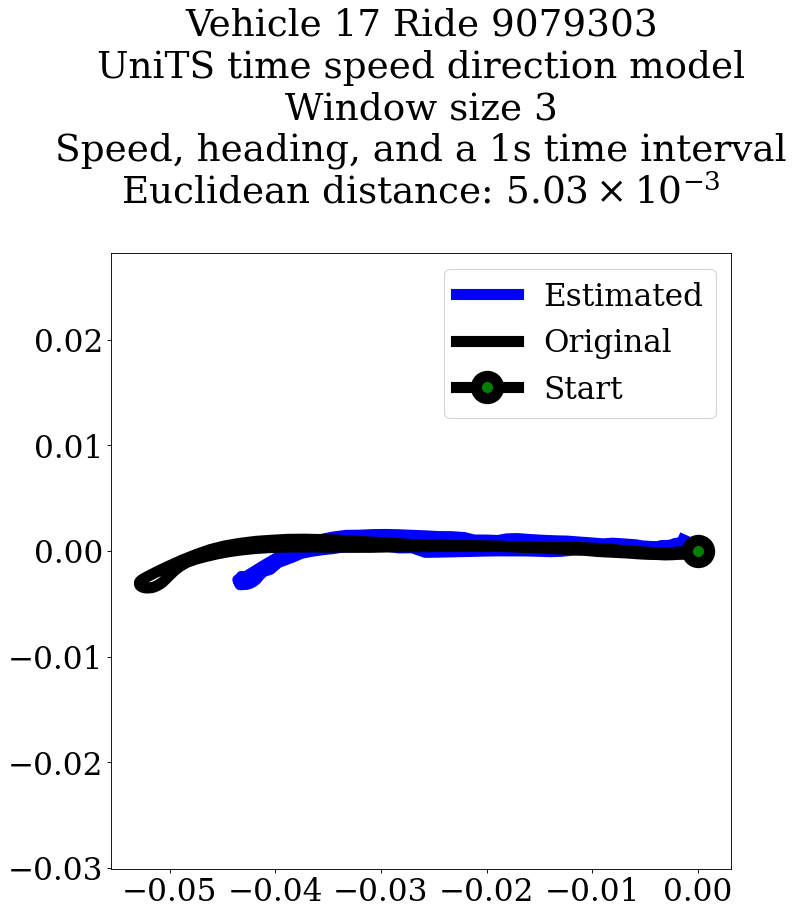 Vehicle 17 Ride 9079303
UniTS time speed direction model
Window size 3
Speed, heading, and a 1s time interval
Euclidean distance: 5.03 × 10⁻³
Estimated
Original
Start
0.02
0.01
0.00
−0.01
−0.02
−0.03
−0.05 −0.04 −0.03 −0.02 −0.01 0.00